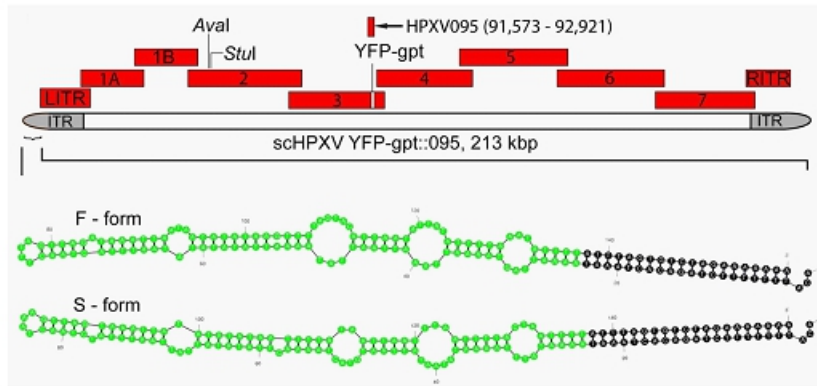 AvaI
HPXV095 (91,573 - 92,921)
1B
StuI
YFP-gpt
5
1A
2
4
6
RITR
LITR
3
7
ITR
ITR
scHPXV YFP-gpt::095, 213 kbp
F - form
S - form